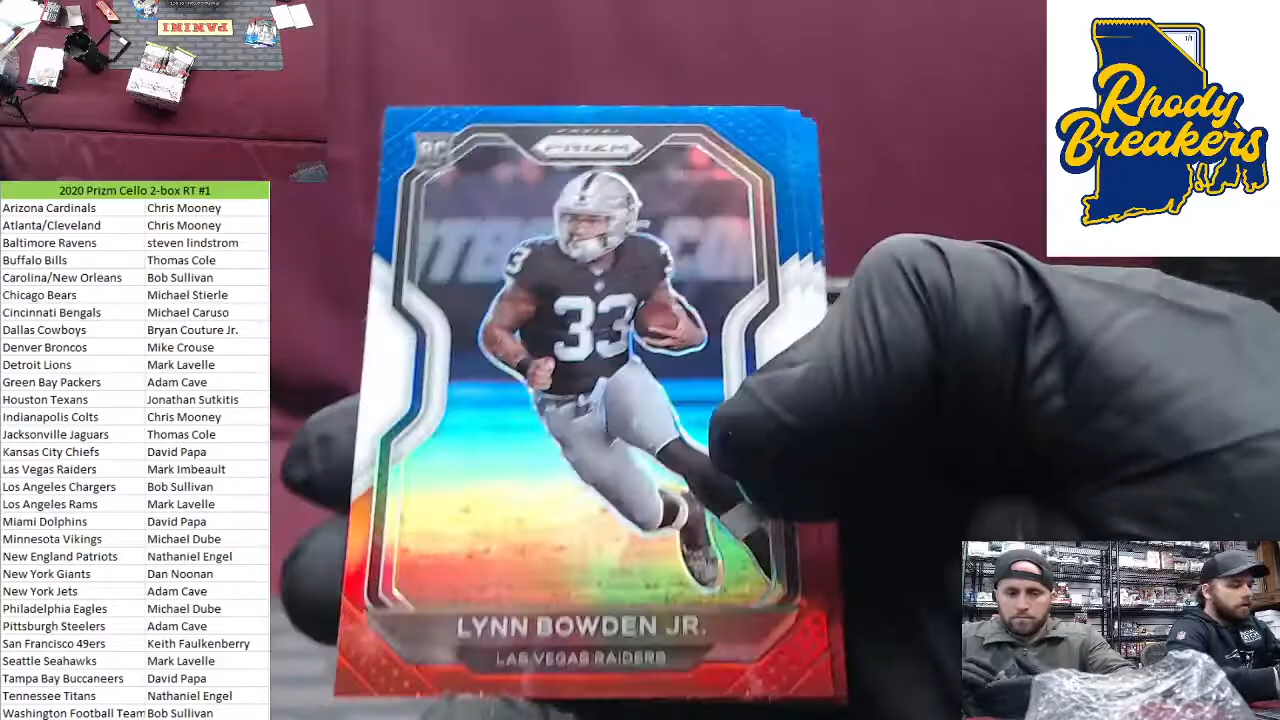 PANINI
Rhody
Breakers
1/1
2020 Prizm Cello 2-box RT #1
Arizona Cardinals Chris Mooney
Atlanta/Cleveland Chris Mooney
Baltimore Ravens steven lindstrom
Buffalo Bills Thomas Cole
Carolina/New Orleans Bob Sullivan
Chicago Bears Michael Stierle
Cincinnati Bengals Michael Caruso
Dallas Cowboys Bryan Couture Jr.
Denver Broncos Mike Crouse
Detroit Lions Mark Lavelle
Green Bay Packers Adam Cave
Houston Texans Jonathan Sutkitis
Indianapolis Colts Chris Mooney
Jacksonville Jaguars Thomas Cole
Kansas City Chiefs David Papa
Las Vegas Raiders Mark Imbeault
Los Angeles Chargers Bob Sullivan
Los Angeles Rams Mark Lavelle
Miami Dolphins David Papa
Minnesota Vikings Michael Dube
New England Patriots Nathaniel Engel
New York Giants Dan Noonan
New York Jets Adam Cave
Philadelphia Eagles Michael Dube
Pittsburgh Steelers Adam Cave
San Francisco 49ers Keith Faulkenberry
Seattle Seahawks Mark Lavelle
Tampa Bay Buccaneers David Papa
Tennessee Titans Nathaniel Engel
Washington Football Team Bob Sullivan
PANINI
PRIZM
RC
33
33
33
LYNN BOWDEN JR.
LAS VEGAS RAIDERS